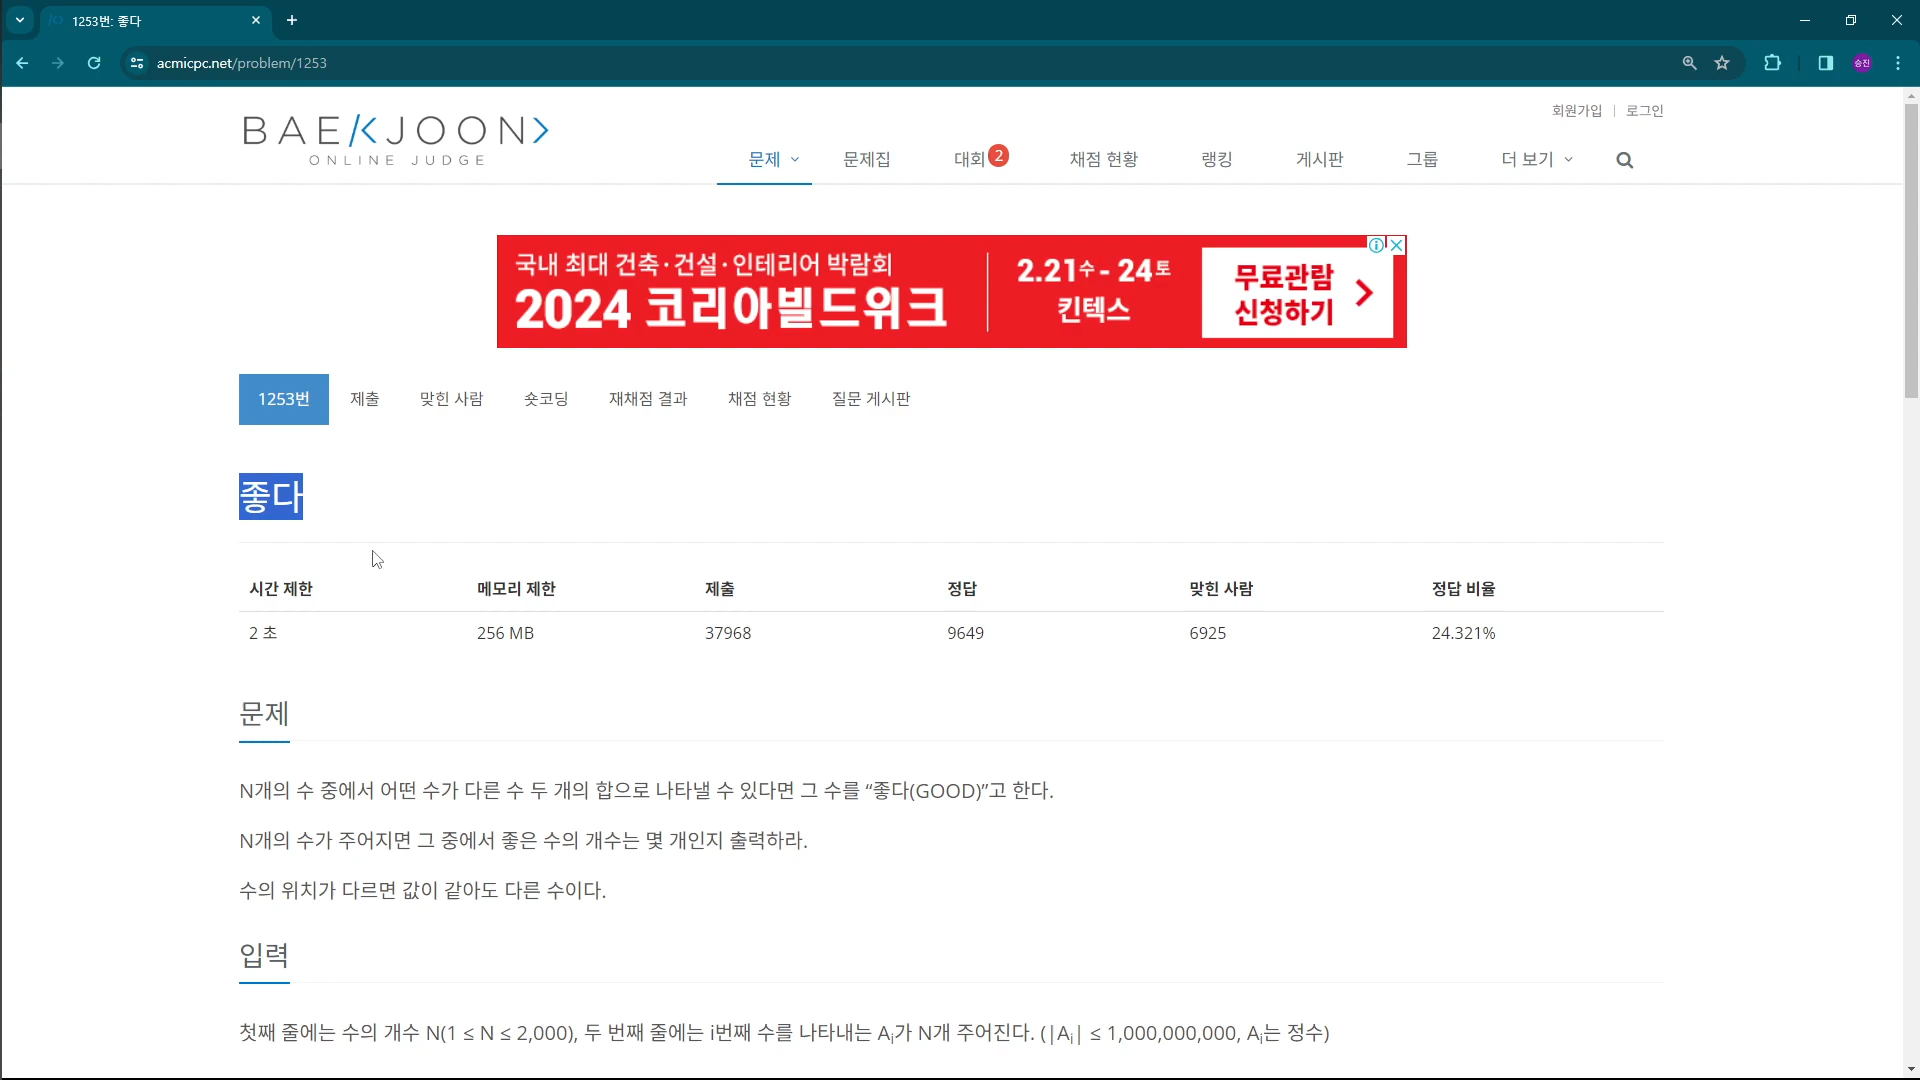 1253번: 좋다
acmicpc.net/problem/1253
승진
회원가입 | 로그인
BAE/<JOON>
ONLINE JUDGE
문제 문제집 대회 2 채점 현황 랭킹 게시판 그룹 더 보기
국내 최대 건축·건설·인테리어 박람회
2024 코리아빌드위크
2.21수 - 24토
킨텍스
무료관람
신청하기
1253번 제출 맞힌 사람 숏코딩 재채점 결과 채점 현황 질문 게시판
좋다
시간 제한 메모리 제한 제출 정답 맞힌 사람 정답 비율
2 초 256 MB 37968 9649 6925 24.321%
문제
N개의 수 중에서 어떤 수가 다른 수 두 개의 합으로 나타낼 수 있다면 그 수를 “좋다(GOOD)”고 한다.
N개의 수가 주어지면 그 중에서 좋은 수의 개수는 몇 개인지 출력하라.
수의 위치가 다르면 값이 같아도 다른 수이다.
입력
첫째 줄에는 수의 개수 N(1 ≤ N ≤ 2,000), 두 번째 줄에는 i번째 수를 나타내는 Aᵢ가 N개 주어진다. (|Aᵢ| ≤ 1,000,000,000, Aᵢ는 정수)